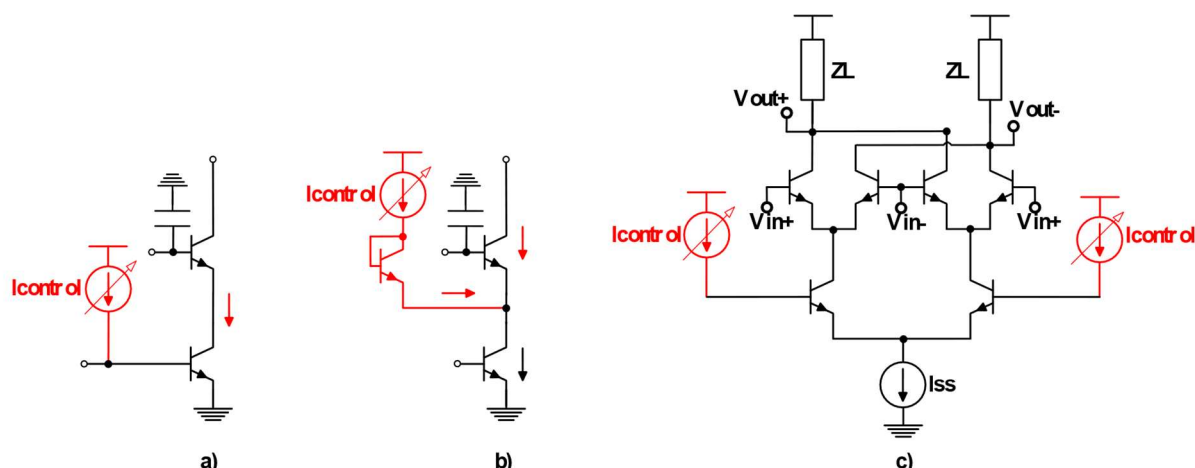 ZL
ZL
Vout+
Vout-
Icontrol
Icontrol
Icontrol
Icontrol
Vin+
Vin-
Vin+
Iss
a)
b)
c)